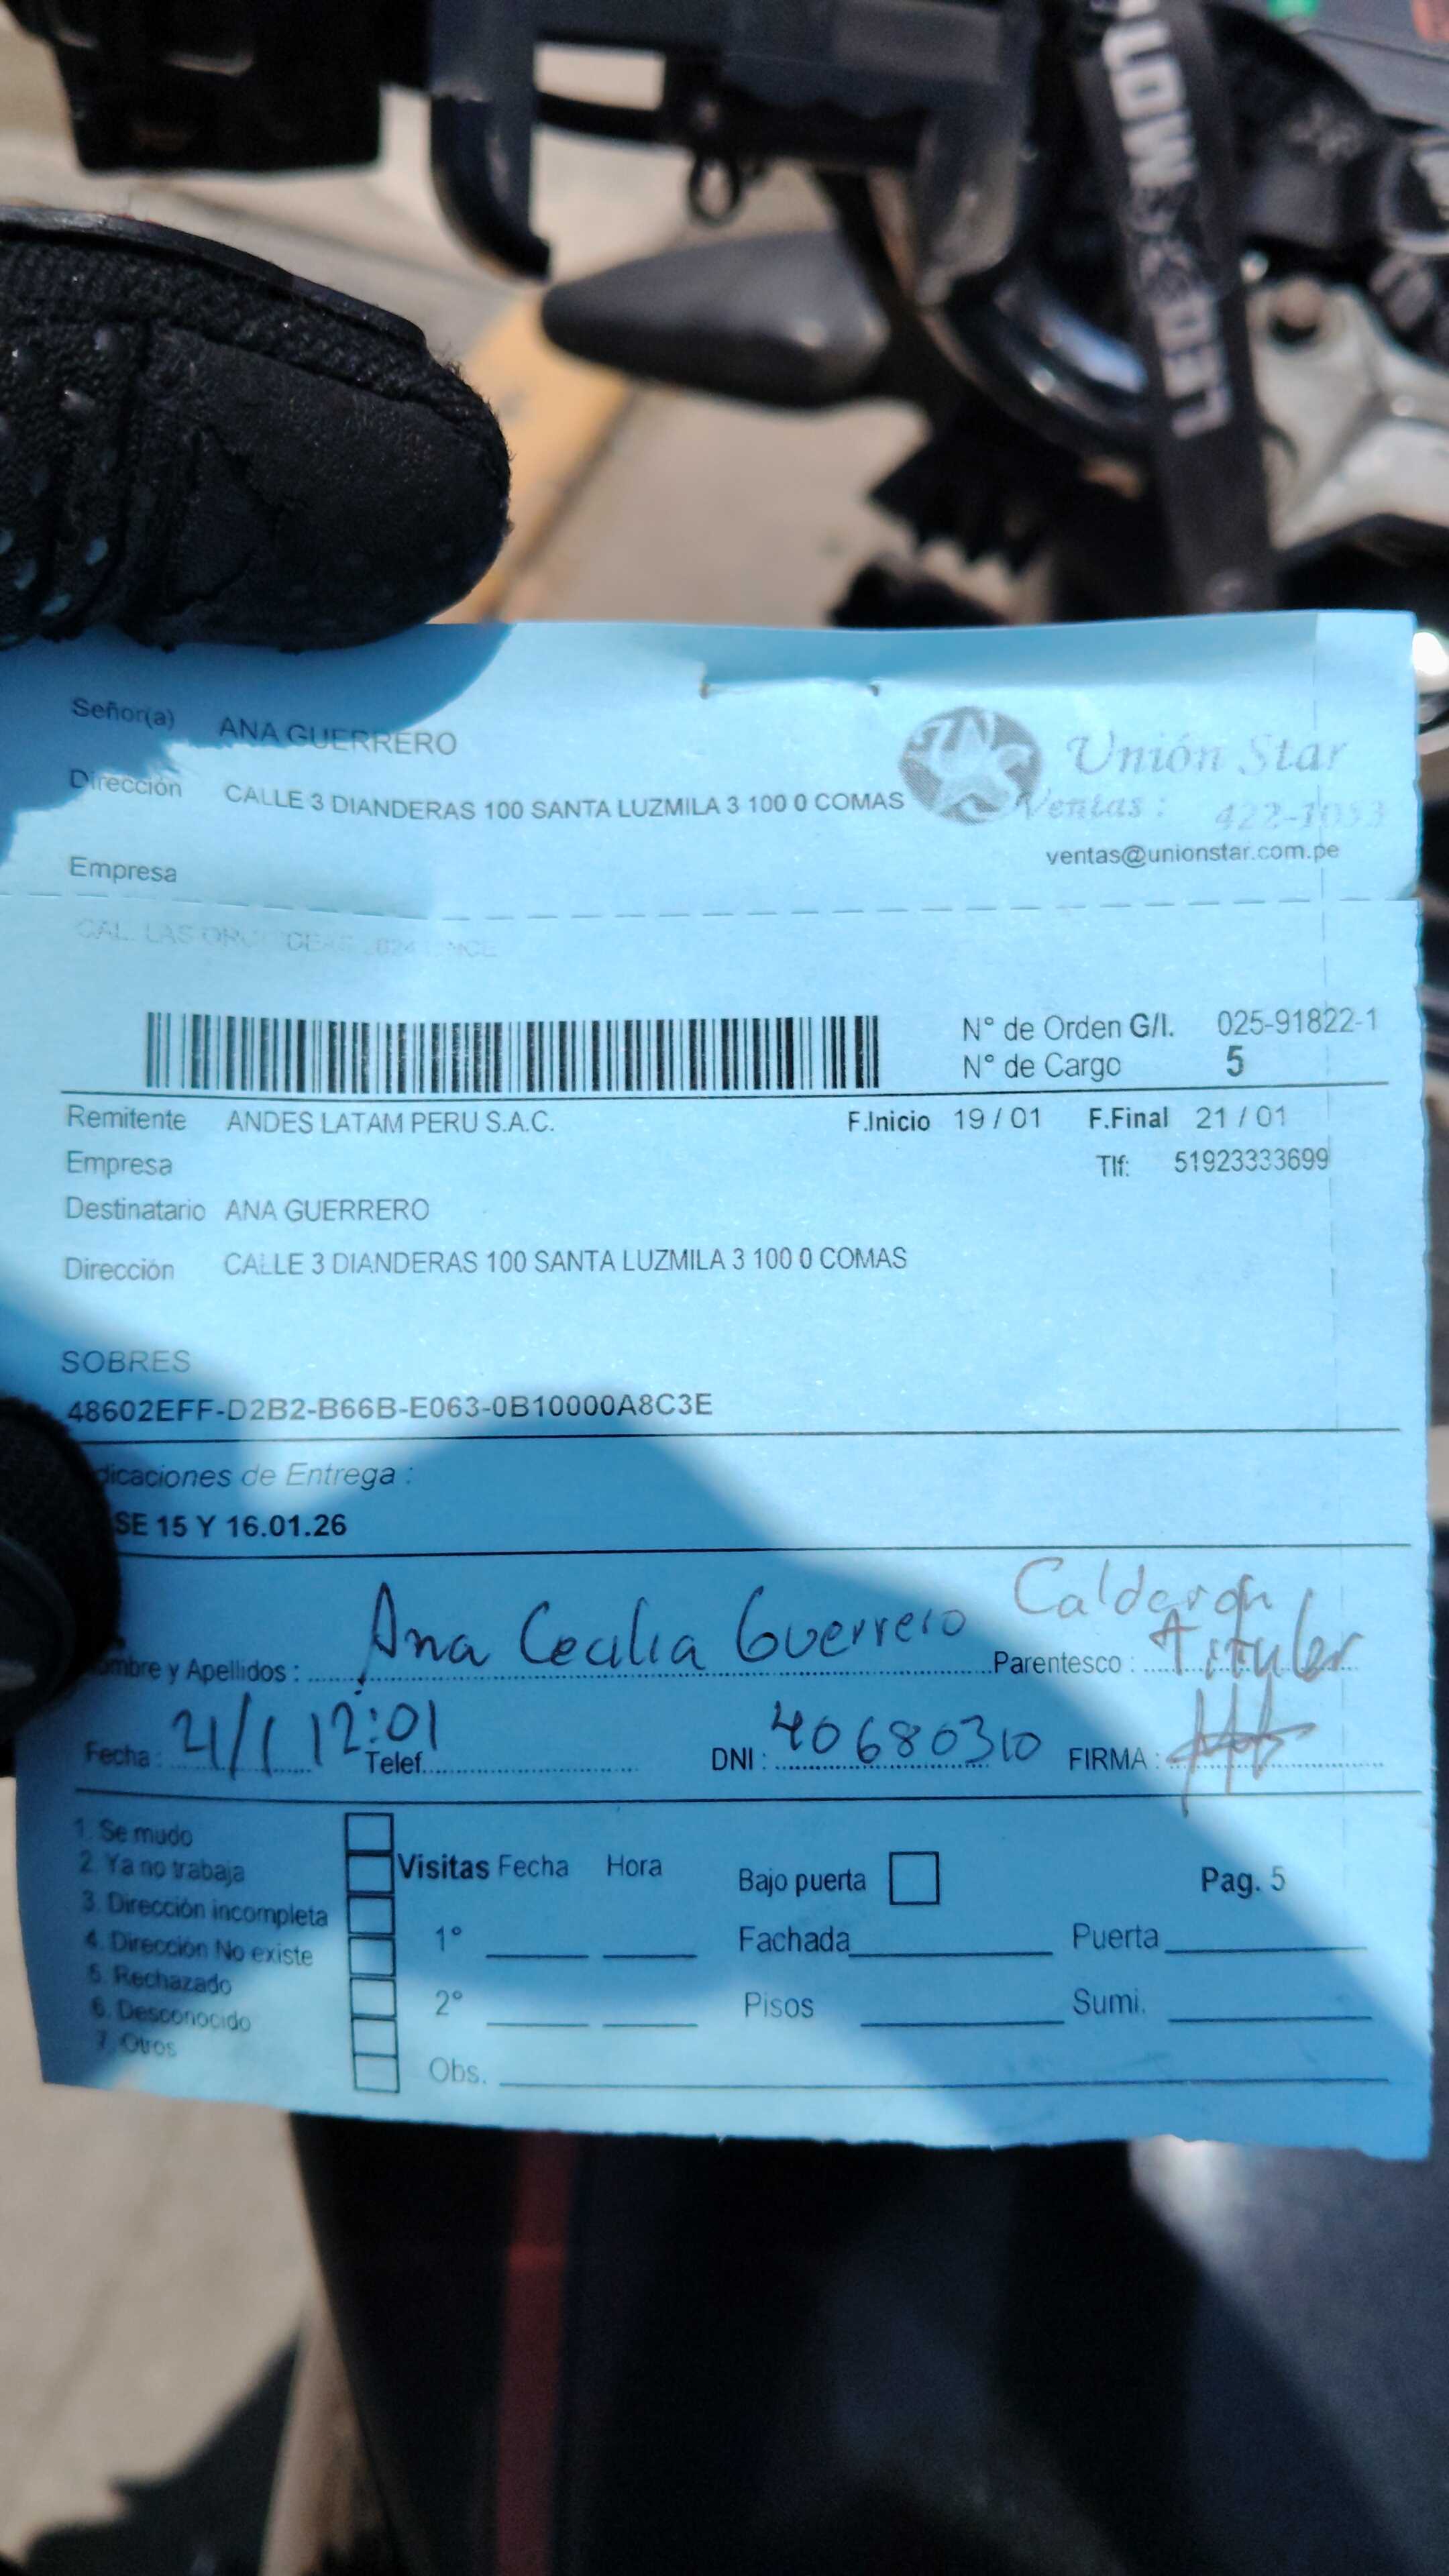 Señor(a) ANA GUERRERO
Dirección CALLE 3 DIANDERAS 100 SANTA LUZMILA 3 100 0 COMAS
Empresa
Unión Star
Ventas : 422-1053
ventas@unionstar.com.pe
CAL. LAS
N° de Orden G/I. 025-91822-1
N° de Cargo 5
Remitente ANDES LATAM PERU S.A.C. F.Inicio 19 / 01 F.Final 21 / 01
Empresa Tlf: 51923333699
Destinatario ANA GUERRERO
Dirección CALLE 3 DIANDERAS 100 SANTA LUZMILA 3 100 0 COMAS
SOBRES
48602EFF-D2B2-B66B-E063-0B10000A8C3E
dicaciones de Entrega :
SE 15 Y 16.01.26
ombre y Apellidos : Ana Cecilia Guerrero Calderón Parentesco : Titular
Fecha : 21/1 12:01 Telef. DNI : 40680310 FIRMA :
1. Se mudo
2. Ya no trabaja
3. Dirección incompleta
4. Dirección No existe
5. Rechazado
6. Desconocido
7. Otros
Visitas Fecha Hora
1°
2°
Obs.
Bajo puerta Pag. 5
Fachada Puerta
Pisos Sumi.